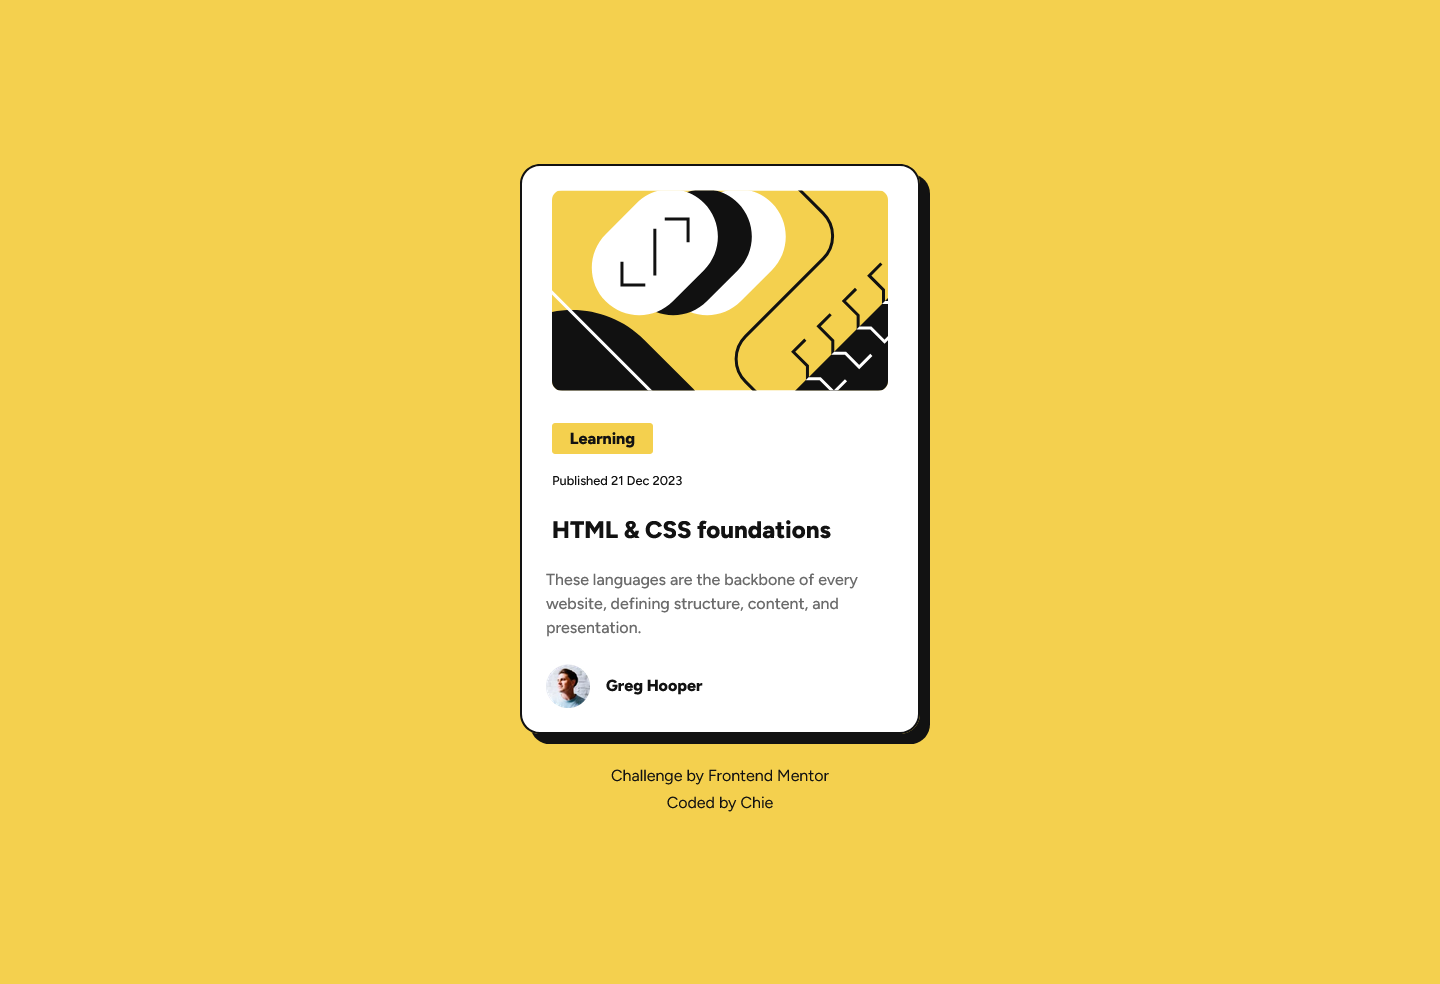 Learning
Published 21 Dec 2023
HTML & CSS foundations
These languages are the backbone of every
website, defining structure, content, and
presentation.
Greg Hooper
Challenge by Frontend Mentor
Coded by Chie